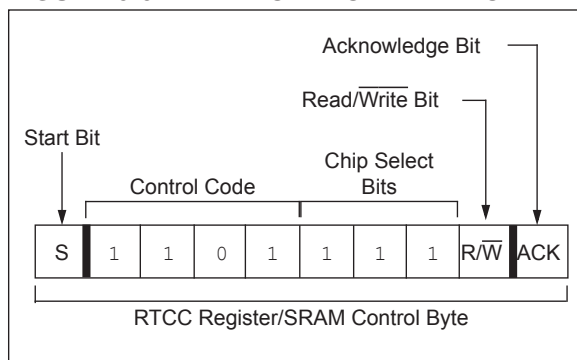 Acknowledge Bit
Read/Write Bit
Start Bit
Chip Select
Control Code Bits
S 1 1 0 1 1 1 1 R/W ACK
RTCC Register/SRAM Control Byte